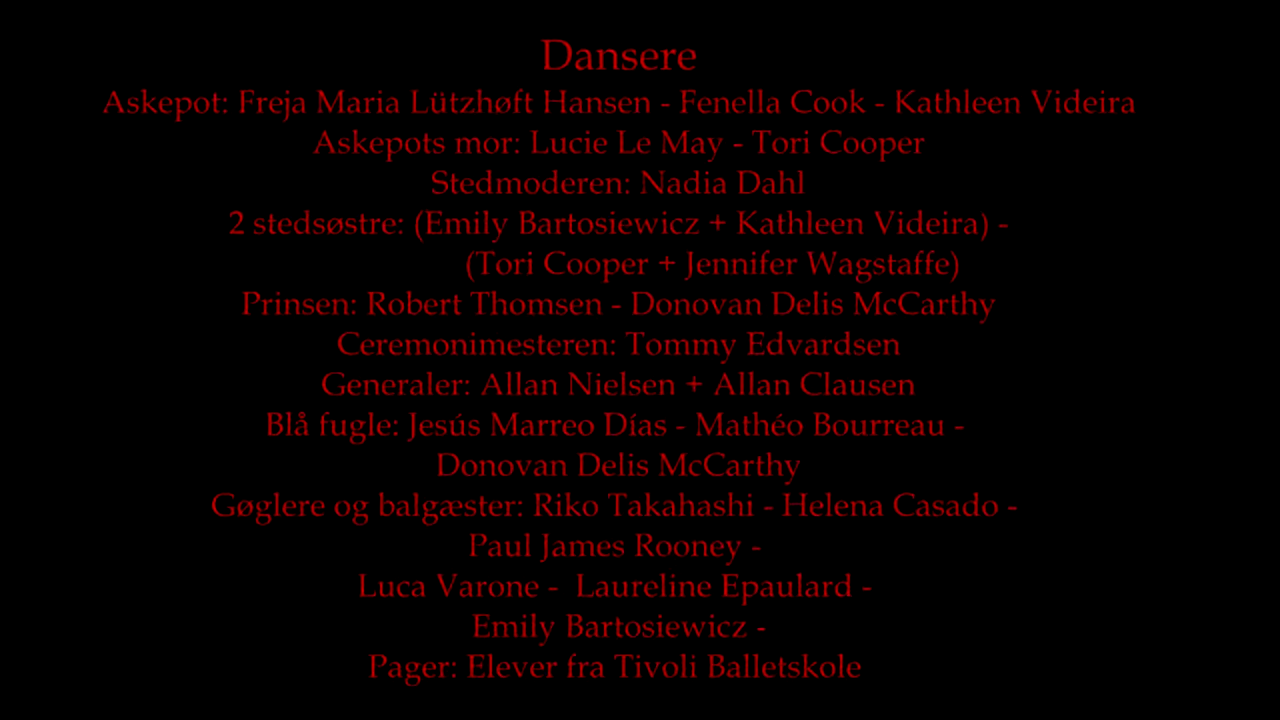 Dansere
Askepot: Freja Maria Lützhøft Hansen - Fenella Cook - Kathleen Videira
Askepots mor: Lucie Le May - Tori Cooper
Stedmoderen: Nadia Dahl
2 stedsøstre: (Emily Bartosiewicz + Kathleen Videira) -
(Tori Cooper + Jennifer Wagstaffe)
Prinsen: Robert Thomsen - Donovan Delis McCarthy
Ceremonimesteren: Tommy Edvardsen
Generaler: Allan Nielsen + Allan Clausen
Blå fugle: Jesús Marreo Días - Mathéo Bourreau -
Donovan Delis McCarthy
Gøglere og balgæster: Riko Takahashi - Helena Casado -
Paul James Rooney -
Luca Varone -  Laureline Epaulard -
Emily Bartosiewicz -
Pager: Elever fra Tivoli Balletskole